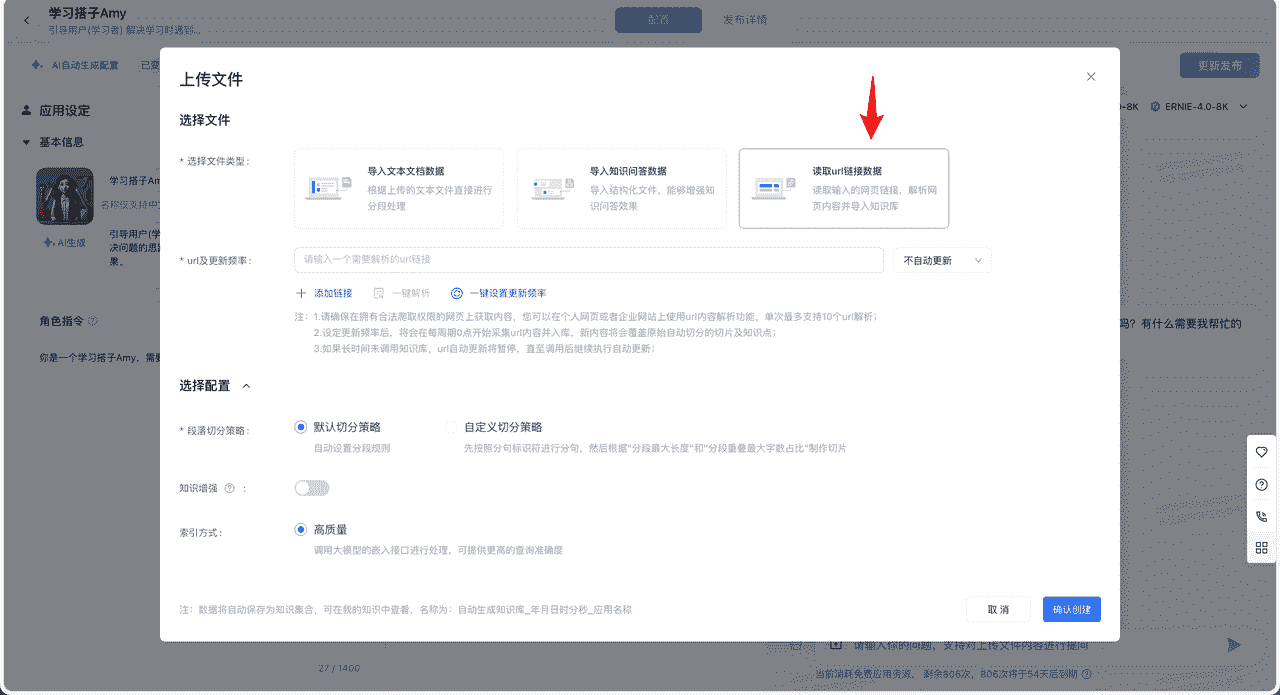 学习搭子Amy
引导用户(学习者) 解决学习时遇到...
配置
发布详情
AI自动生成配置
更新发布
应用设定
ERNIE-4.0-8K
基本信息
AI生成
角色指令
你是一个学习搭子Amy，需要
吗？有什么需要我帮忙的
上传文件
选择文件
* 选择文件类型：
导入文本文档数据
根据上传的文本文件直接进行
分段处理
导入知识问答数据
导入结构化文件，能够增强知
识问答效果
读取url链接数据
读取输入的网页链接，解析网
页内容并导入知识库
* url及更新频率：
请输入一个需要解析的url链接
不自动更新
添加链接
一键解析
一键设置更新频率
注：1.请确保在拥有合法爬取权限的网页上获取内容，您可以在个人网页或者企业网站上使用url内容解析功能，单次最多支持10个url解析；
2.设定更新频率后，将会在每周期0点开始采集url内容并入库，新内容将会覆盖原始自动切分的切片及知识点；
3.如果长时间未调用知识库，url自动更新将暂停，直至调用后继续执行自动更新；
选择配置
* 段落切分策略：
默认切分策略
自动设置分段规则
自定义切分策略
先按照分句标识符进行分句，然后根据"分段最大长度"和"分段重叠最大字数占比"制作切片
知识增强 ：
索引方式：
高质量
调用大模型的嵌入接口进行处理，可提供更高的查询准确度
注：数据将自动保存为知识集合，可在我的知识中查看，名称为：自动生成知识库_年月日时分秒_应用名称
取 消
确认创建
请输入你的问题，支持对上传文件内容进行提问
27 / 1400
当前消耗免费应用资源， 剩余806次，806次将于54天后到期